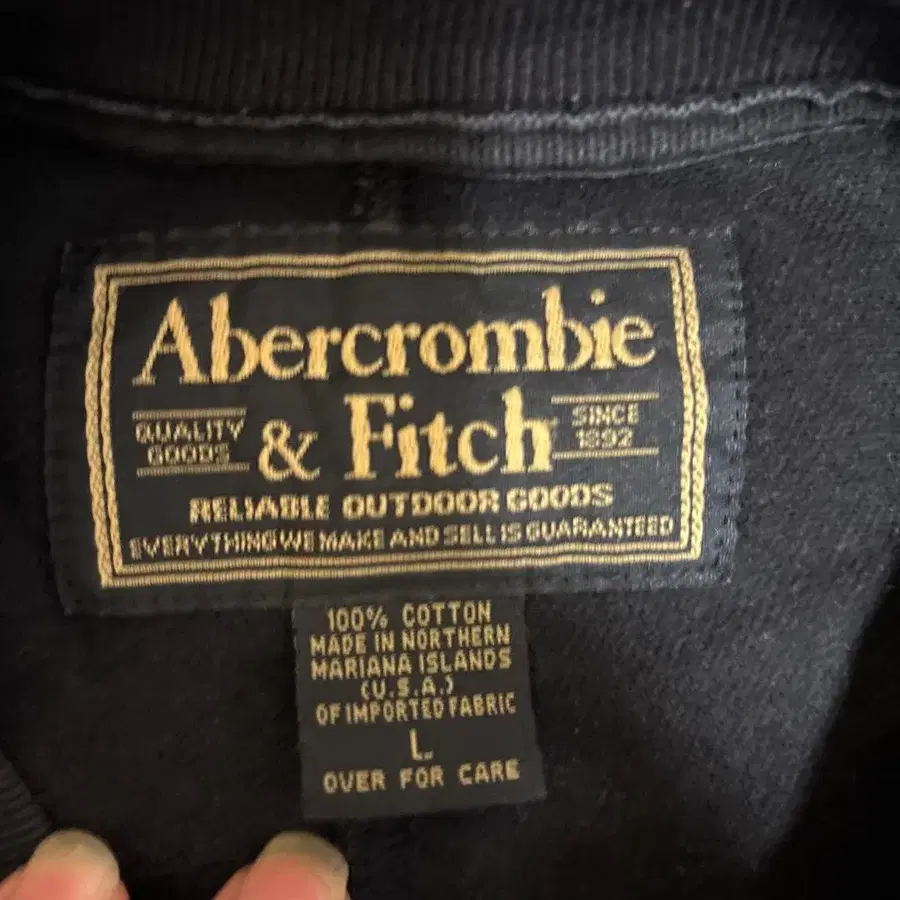 Abercrombie
QUALITY GOODS & Fitch SINCE 1892
RELIABLE OUTDOOR GOODS
EVERYTHING WE MAKE AND SELL IS GUARANTEED
100% COTTON
MADE IN NORTHERN
MARIANA ISLANDS
(U.S.A.)
OF IMPORTED FABRIC
L
OVER FOR CARE